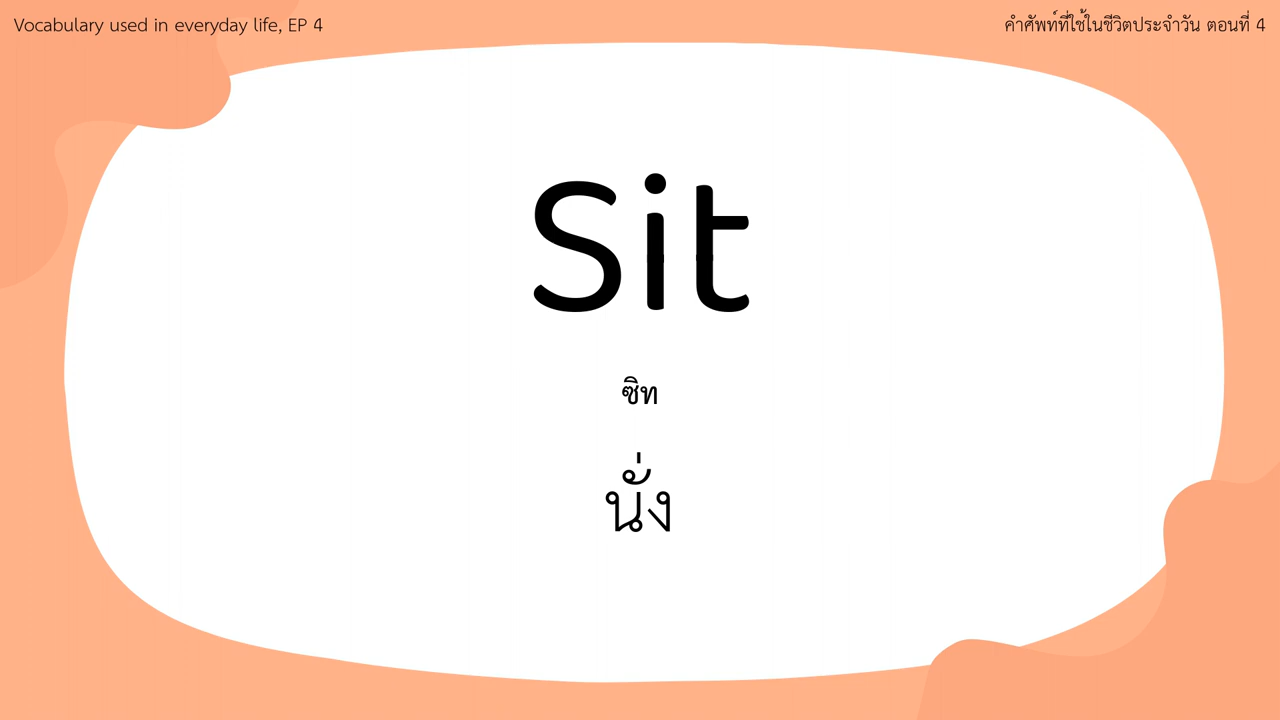 Vocabulary used in everyday life, EP 4
คำศัพท์ที่ใช้ในชีวิตประจำวัน ตอนที่ 4
Sit
ซิท
นั่ง